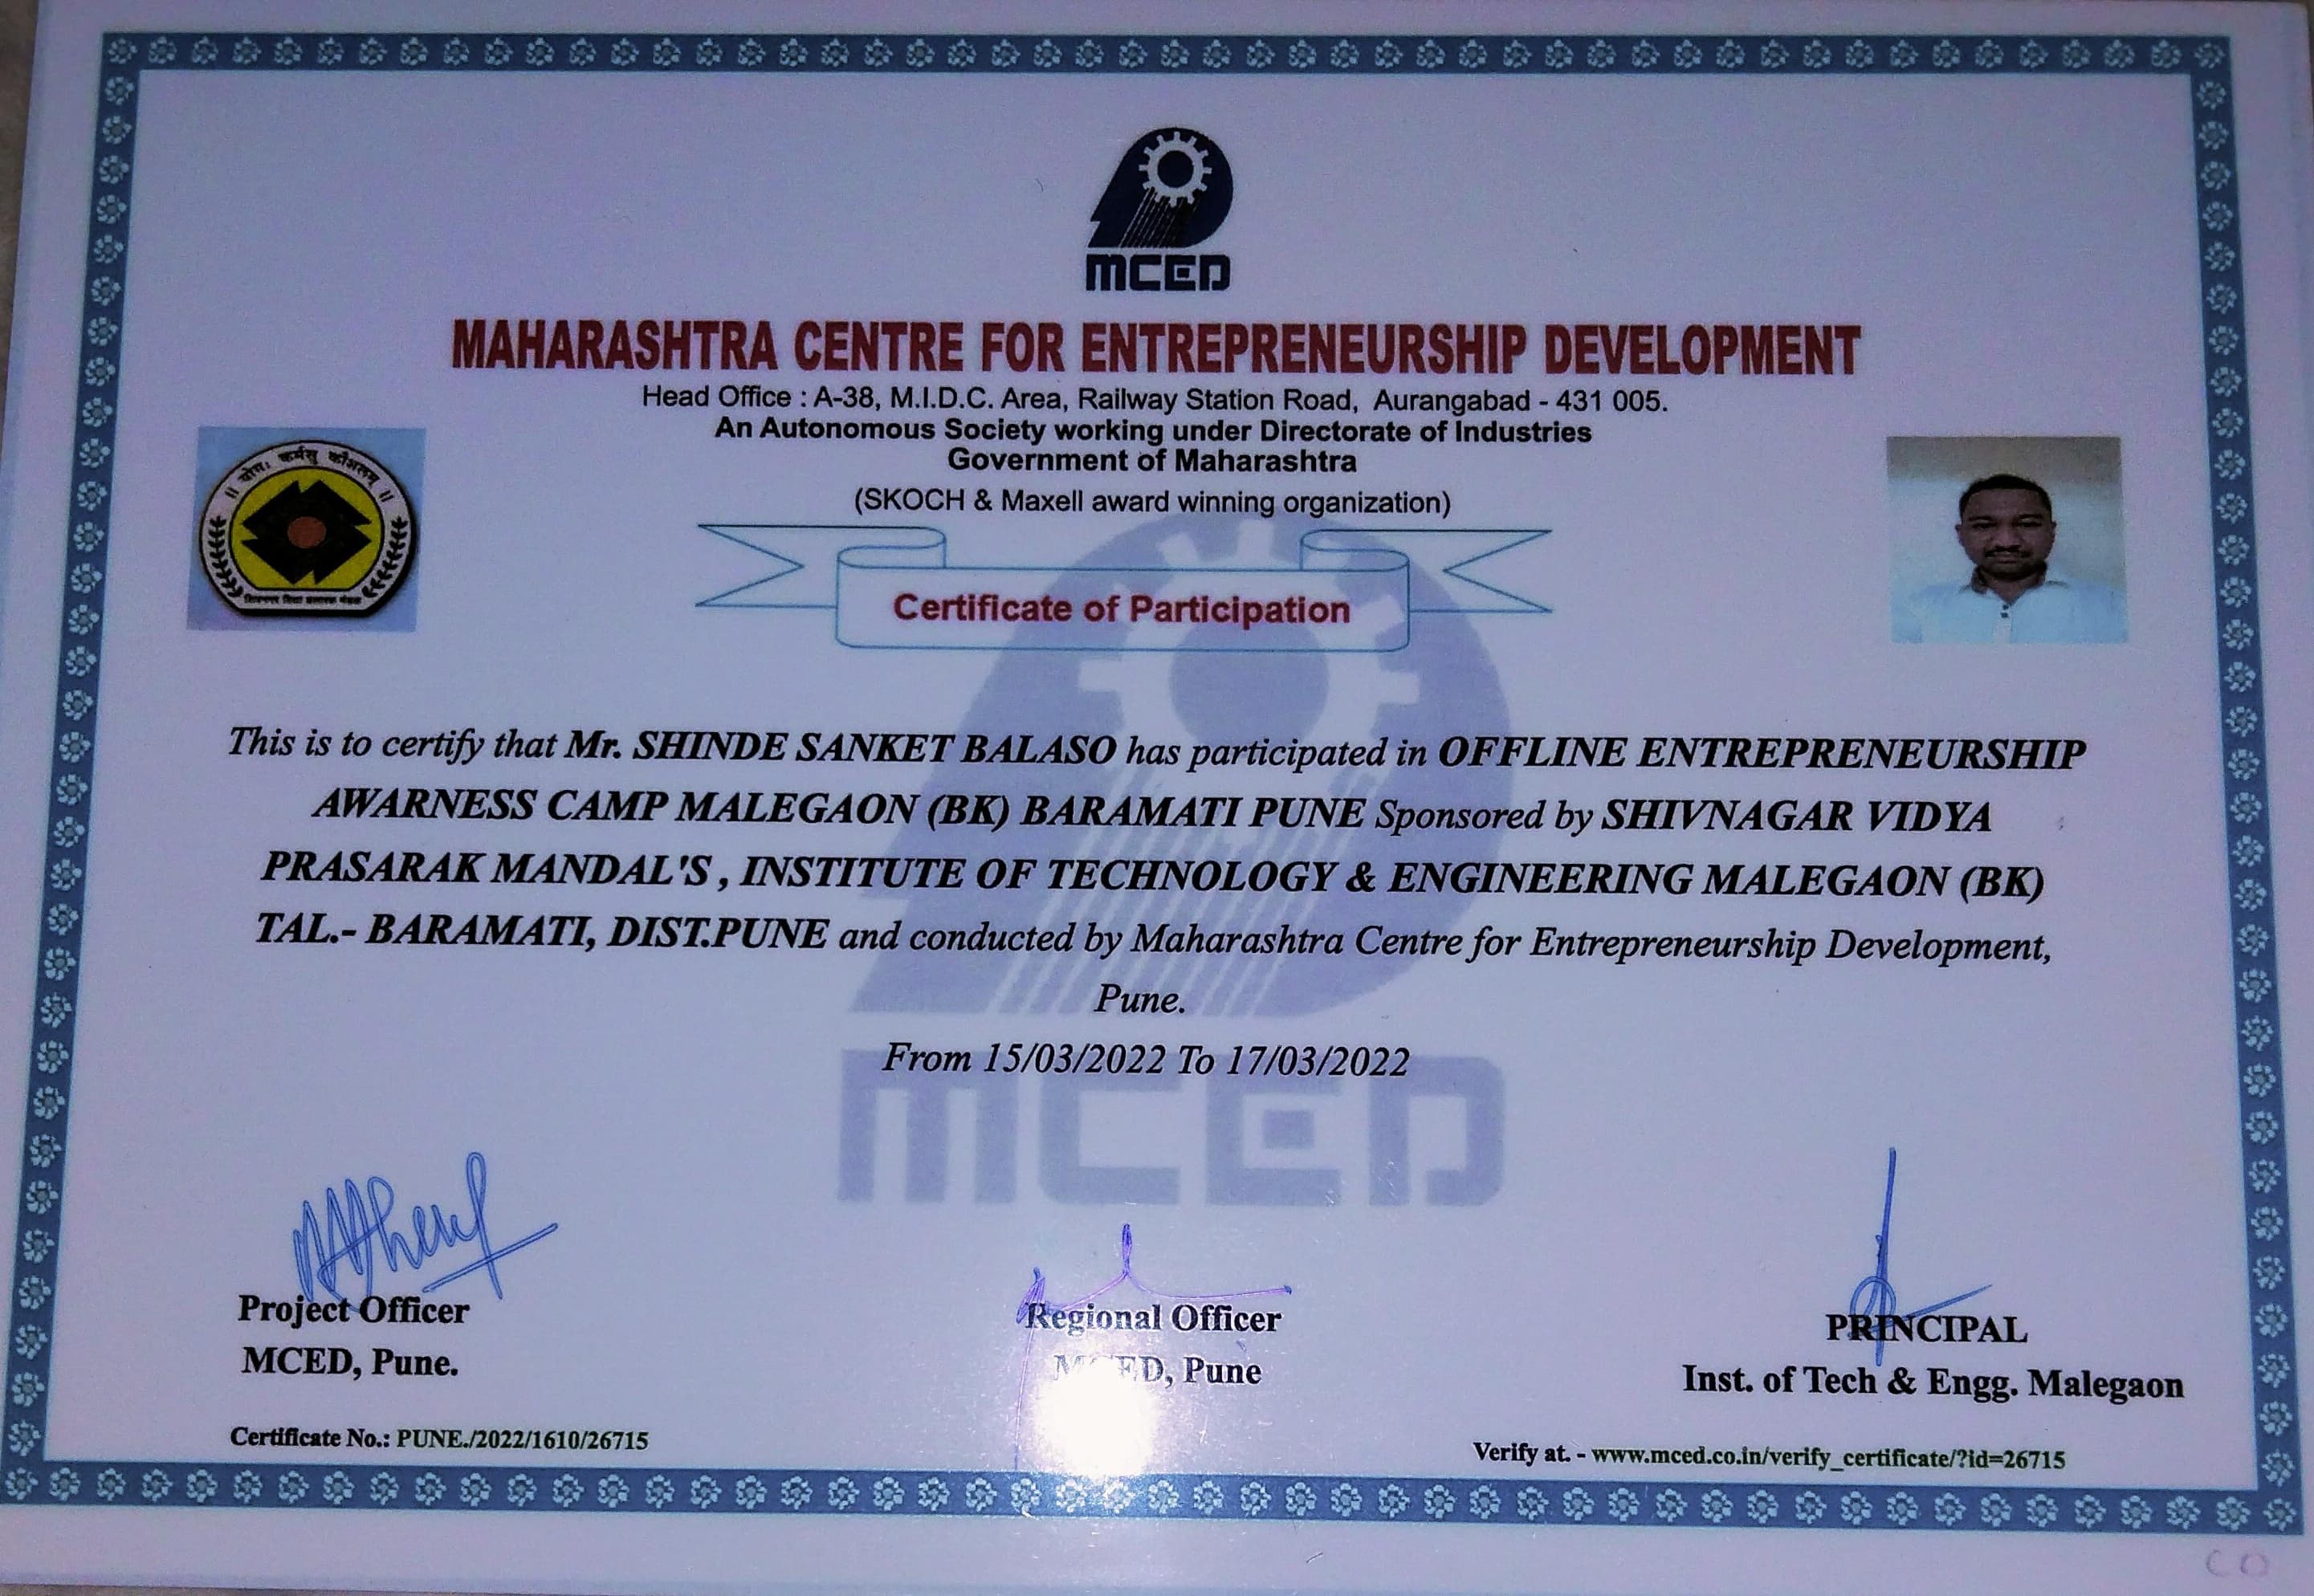 MCED
MAHARASHTRA CENTRE FOR ENTREPRENEURSHIP DEVELOPMENT
Head Office : A-38, M.I.D.C. Area, Railway Station Road, Aurangabad - 431 005.
An Autonomous Society working under Directorate of Industries
Government of Maharashtra
(SKOCH & Maxell award winning organization)
॥ योगः कर्मसु कौशलम् ॥
Certificate of Participation
This is to certify that Mr. SHINDE SANKET BALASO has participated in OFFLINE ENTREPRENEURSHIP
AWARNESS CAMP MALEGAON (BK) BARAMATI PUNE Sponsored by SHIVNAGAR VIDYA
PRASARAK MANDAL'S , INSTITUTE OF TECHNOLOGY & ENGINEERING MALEGAON (BK)
TAL.- BARAMATI, DIST.PUNE and conducted by Maharashtra Centre for Entrepreneurship Development,
Pune.
From 15/03/2022 To 17/03/2022
MCED
Project Officer
MCED, Pune.
Regional Officer
MCED, Pune
PRINCIPAL
Inst. of Tech & Engg. Malegaon
Certificate No.: PUNE./2022/1610/26715
Verify at. - www.mced.co.in/verify_certificate/?id=26715